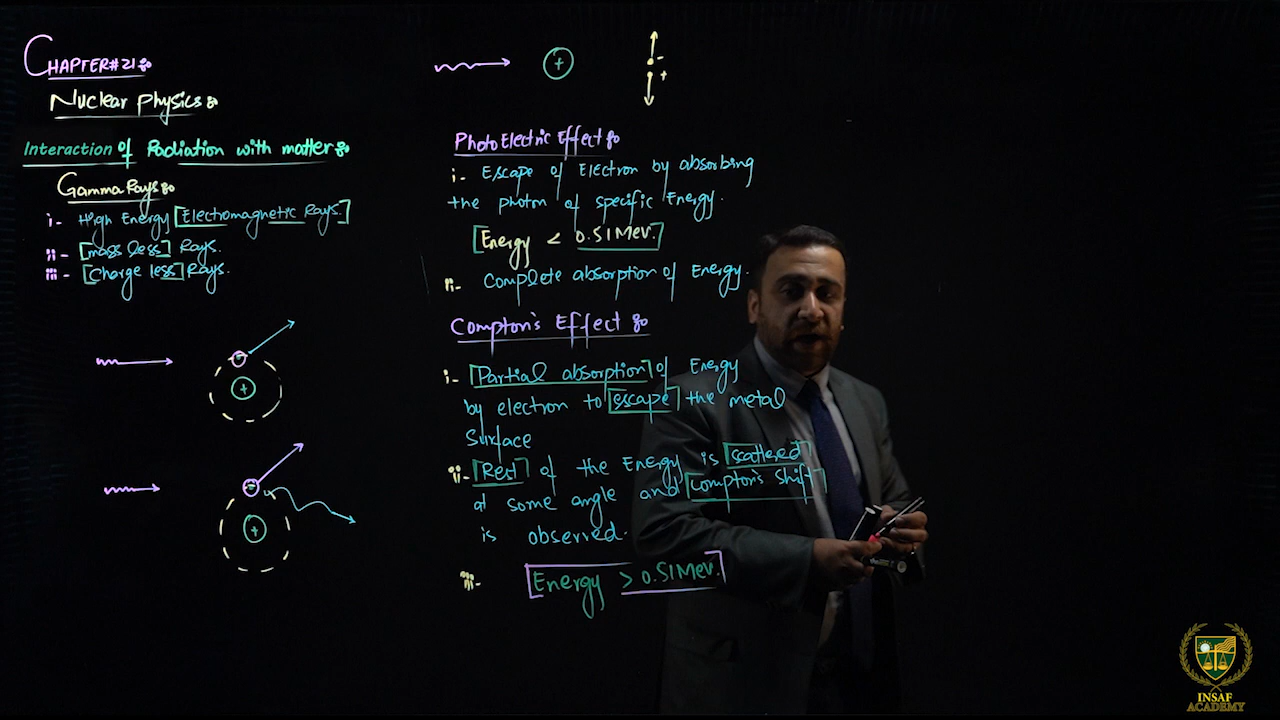 CHAPTER#21
Nuclear Physics
Interaction of Radiation with matter
Gamma Rays
i- High Energy [Electromagnetic Rays.]
ii- [mass less] Rays.
iii- [Charge less] Rays.
-
+
-
+
+
-
+
Photo Electric Effect
i- Escape of Electron by absorbing
the photon of specific Energy.
[Energy < 0.51 Mev.]
ii- Complete absorption of Energy.
Compton's Effect
i- [Partial absorption] of Energy
by electron to [escape] the metal
Surface
ii- [Rest] of the Energy is [scattered]
at some angle and [Compton's Shift]
is observed.
iii- [Energy > 0.51 Mev.]
INSAF
ACADEMY